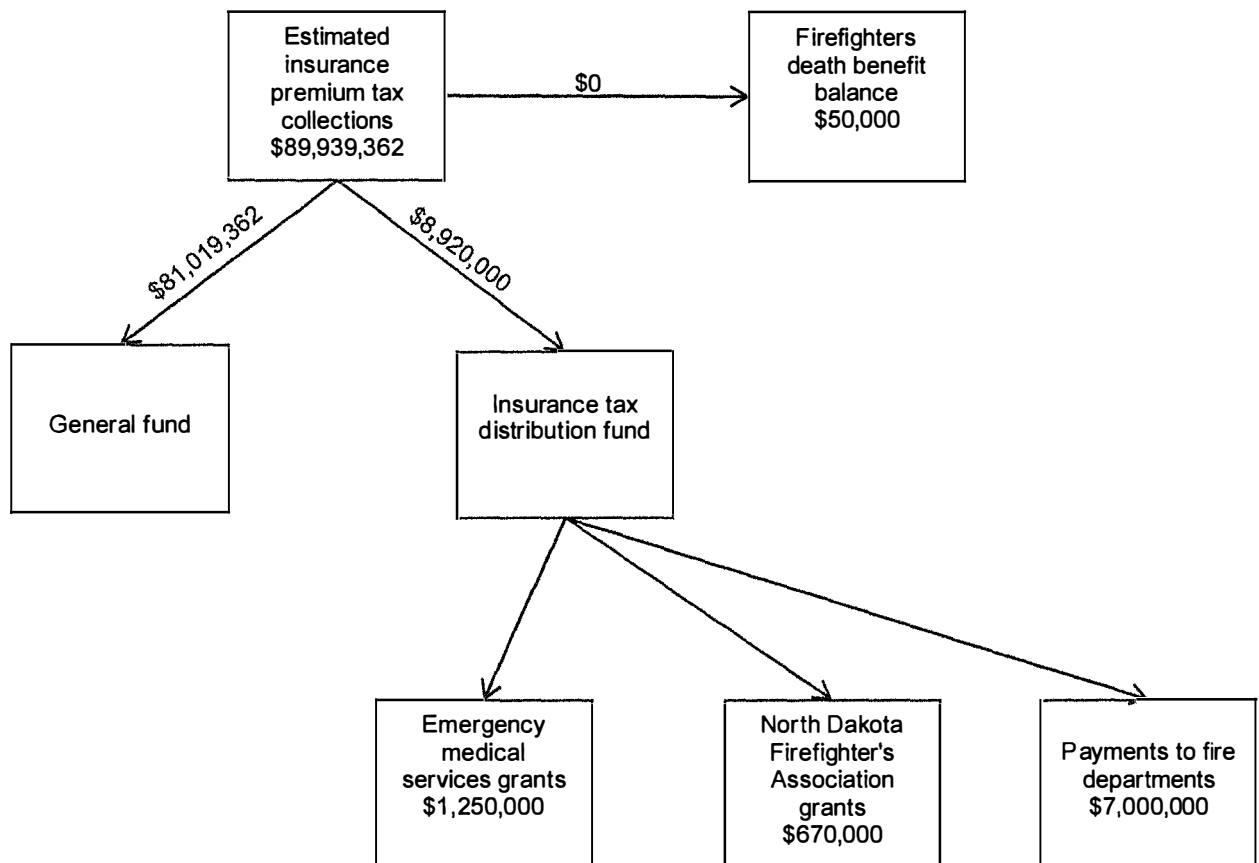 Estimated
insurance
premium tax
collections
$89,939,362
$0
Firefighters
death benefit
balance
$50,000
$81,019,362
$8,920,000
General fund
Insurance tax
distribution fund
Emergency
medical
services grants
$1,250,000
North Dakota
Firefighter's
Association
grants
$670,000
Payments to fire
departments
$7,000,000